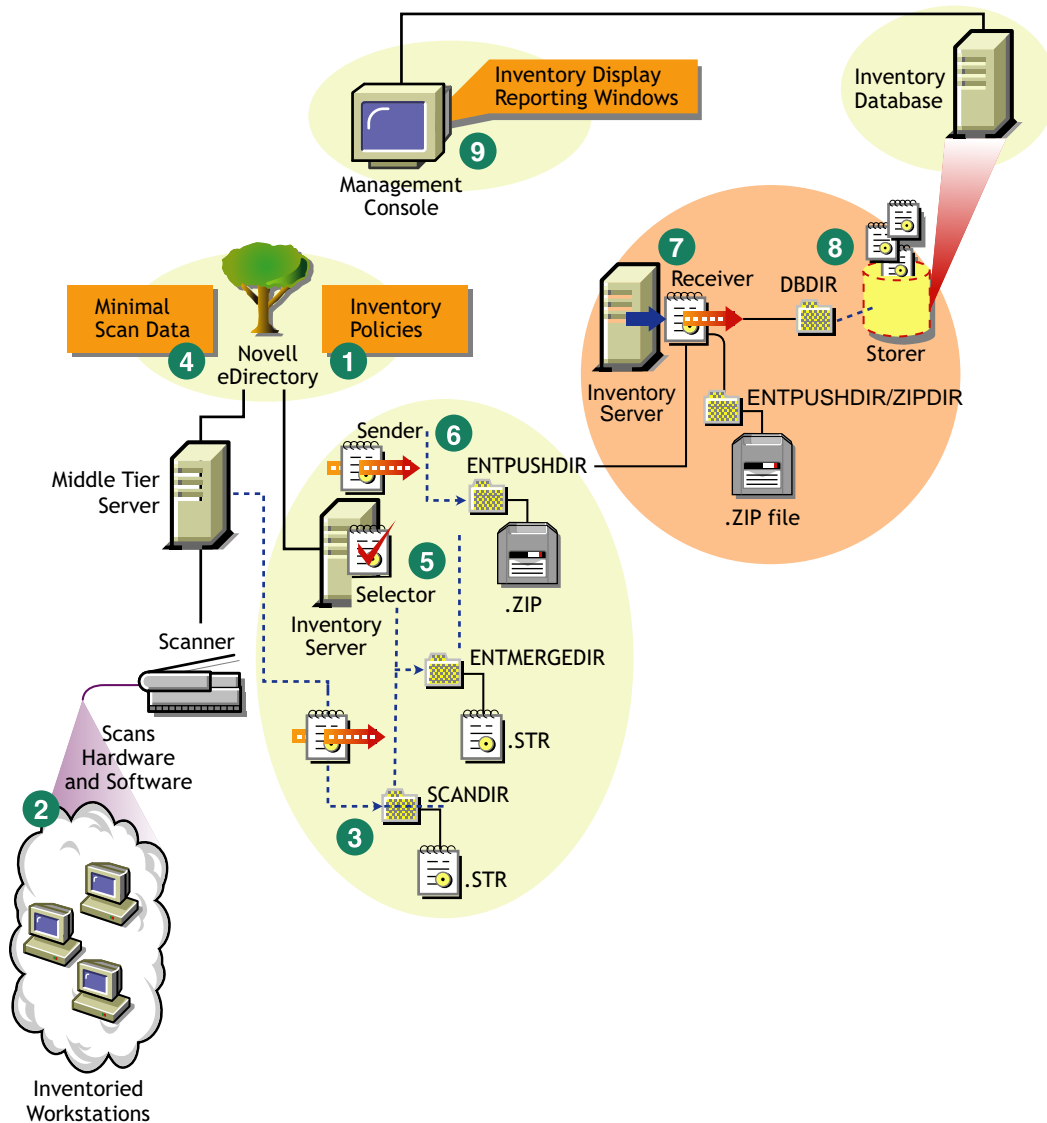 Inventory Display
Reporting Windows
Inventory
Database
9
Management
Console
7
8
Receiver
DBDIR
Minimal
Scan Data
4
Inventory
Policies
1
Novell
eDirectory
Storer
Inventory
Server
ENTPUSHDIR/ZIPDIR
.ZIP file
Sender
6
ENTPUSHDIR
Middle Tier
Server
5
Selector
.ZIP
Inventory
Server
Scanner
ENTMERGEDIR
.STR
Scans
Hardware
and Software
SCANDIR
2
3
.STR
Inventoried
Workstations